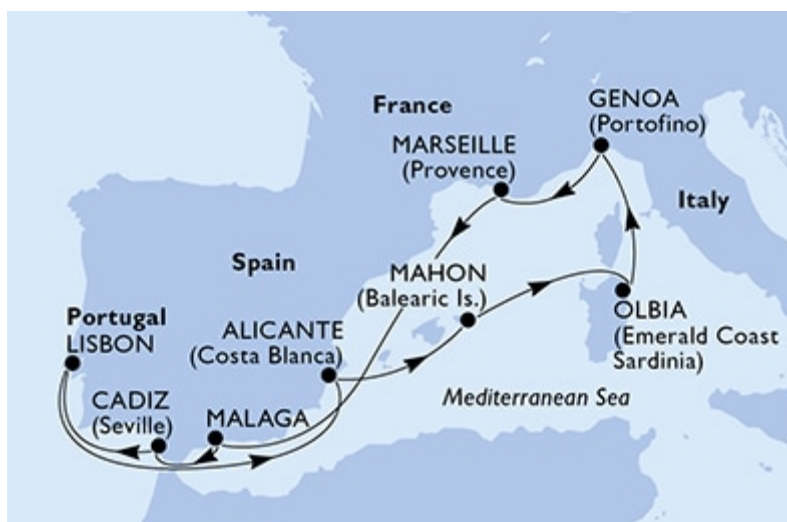 France
GENOA
(Portofino)
MARSEILLE
(Provence)
Italy
Spain
MAHON
(Balearic Is.)
Portugal
LISBON
ALICANTE
(Costa Blanca)
OLBIA
(Emerald Coast
Sardinia)
CADIZ
(Seville)
MALAGA
Mediterranean Sea